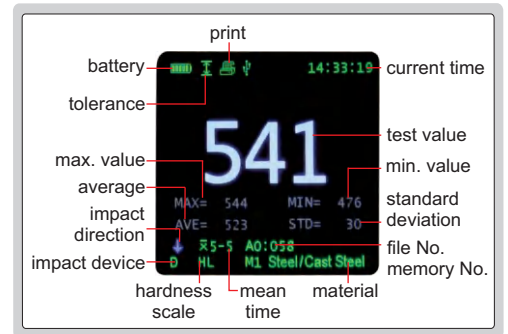 print
battery
14:33:19
current time
tolerance
541
test value
max. value
min. value
MAX= 544 MIN= 476
average
standard
deviation
AVE= 523 STD= 30
impact
direction
x̄5-5 A0:058
file No.
memory No.
impact device
D HL M1 Steel/Cast Steel
hardness
scale
mean
time
material